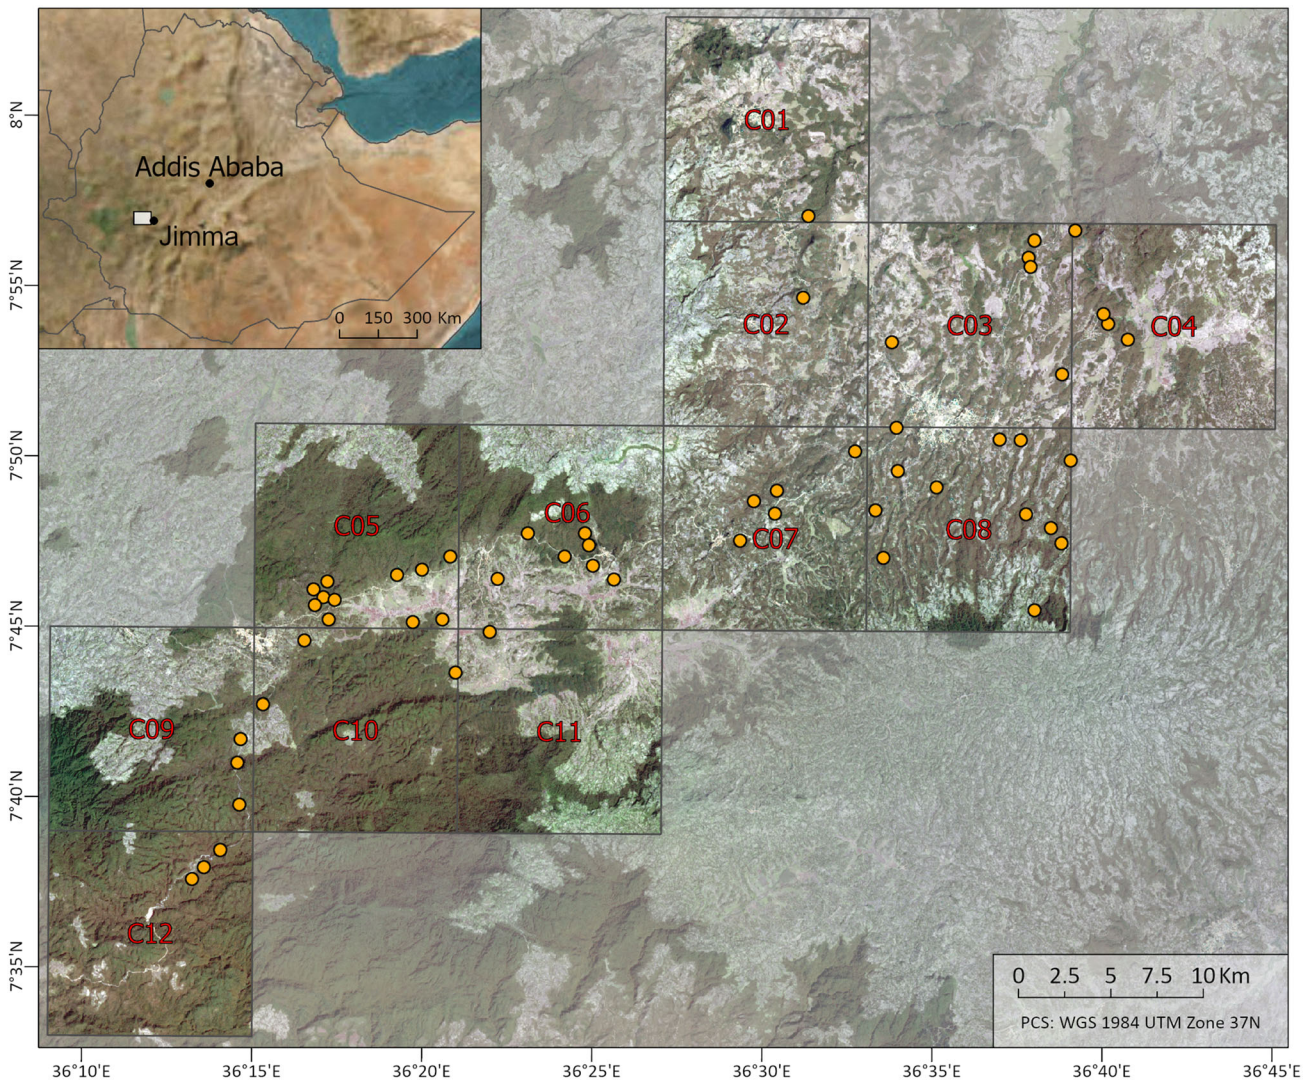 Addis Ababa
Jimma
0 150 300 Km
8°N
7°55'N
7°50'N
7°45'N
7°40'N
7°35'N
C01
C02
C03
C04
C05
C06
C07
C08
C09
C10
C11
C12
0 2.5 5 7.5 10 Km
PCS: WGS 1984 UTM Zone 37N
36°10'E 36°15'E 36°20'E 36°25'E 36°30'E 36°35'E 36°40'E 36°45'E